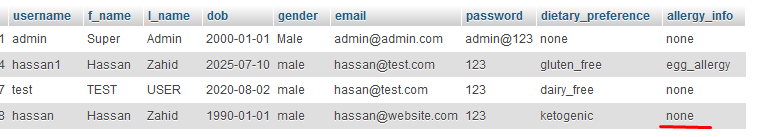 username f_name l_name dob gender email password dietary_preference allergy_info
1 admin Super Admin 2000-01-01 Male admin@admin.com admin@123 none none
4 hassan1 Hassan Zahid 2025-07-10 male hassan@test.com 123 gluten_free egg_allergy
7 test TEST USER 2020-08-02 male hasan@test.com 123 dairy_free none
8 hassan Hassan Zahid 1990-01-01 male hassan@website.com 123 ketogenic none